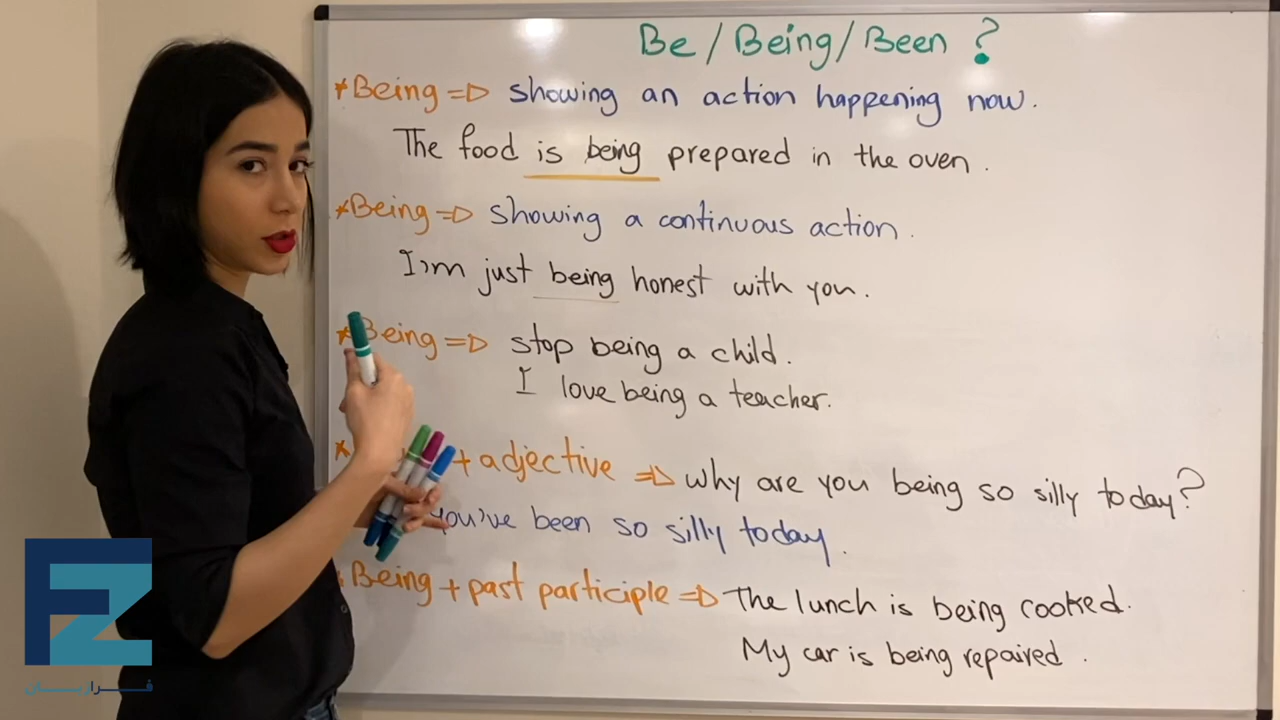 Be / Being / Been ?
*Being => showing an action happening now.
The food is being prepared in the oven.
*Being => showing a continuous action.
I'm just being honest with you.
*Being => stop being a child.
I love being a teacher.
* + adjective => why are you being so silly today?
you've been so silly today.
Being + past participle => The lunch is being cooked.
My car is being repaired.
FZ
فرازبان